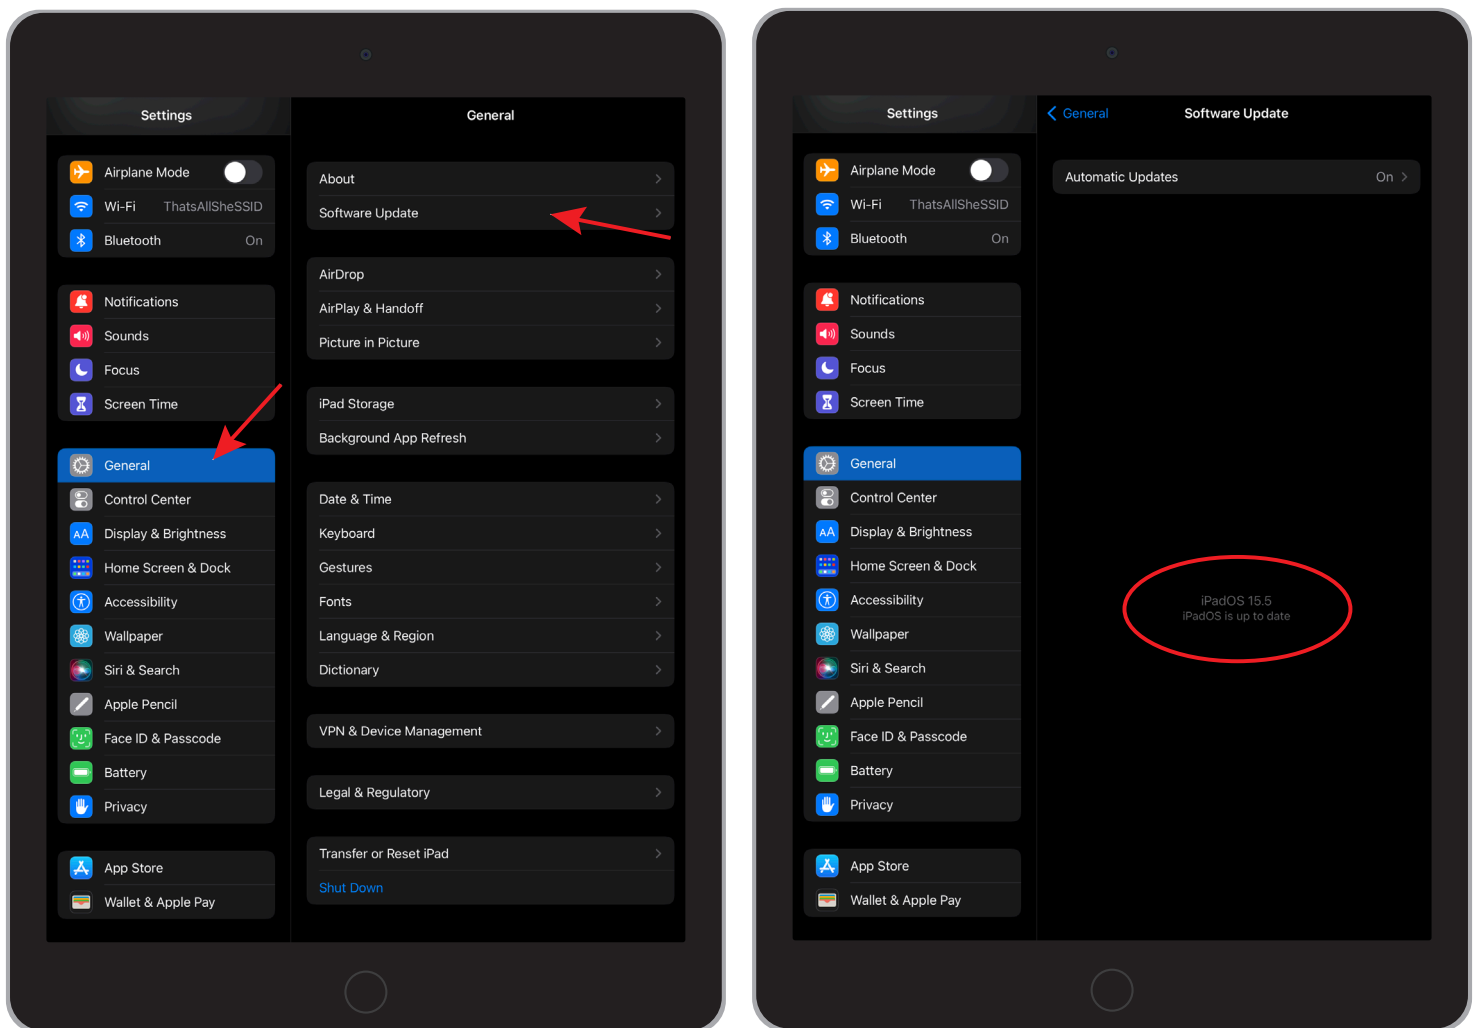 Settings
Airplane Mode
Wi-Fi ThatsAllSheSSID
Bluetooth On
Notifications
Sounds
Focus
Screen Time
General
Control Center
AA Display & Brightness
Home Screen & Dock
Accessibility
Wallpaper
Siri & Search
Apple Pencil
Face ID & Passcode
Battery
Privacy
App Store
Wallet & Apple Pay
General
About
Software Update
AirDrop
AirPlay & Handoff
Picture in Picture
iPad Storage
Background App Refresh
Date & Time
Keyboard
Gestures
Fonts
Language & Region
Dictionary
VPN & Device Management
Legal & Regulatory
Transfer or Reset iPad
Shut Down
Settings
Airplane Mode
Wi-Fi ThatsAllSheSSID
Bluetooth On
Notifications
Sounds
Focus
Screen Time
General
Control Center
AA Display & Brightness
Home Screen & Dock
Accessibility
Wallpaper
Siri & Search
Apple Pencil
Face ID & Passcode
Battery
Privacy
App Store
Wallet & Apple Pay
General Software Update
Automatic Updates On
iPadOS 15.5
iPadOS is up to date